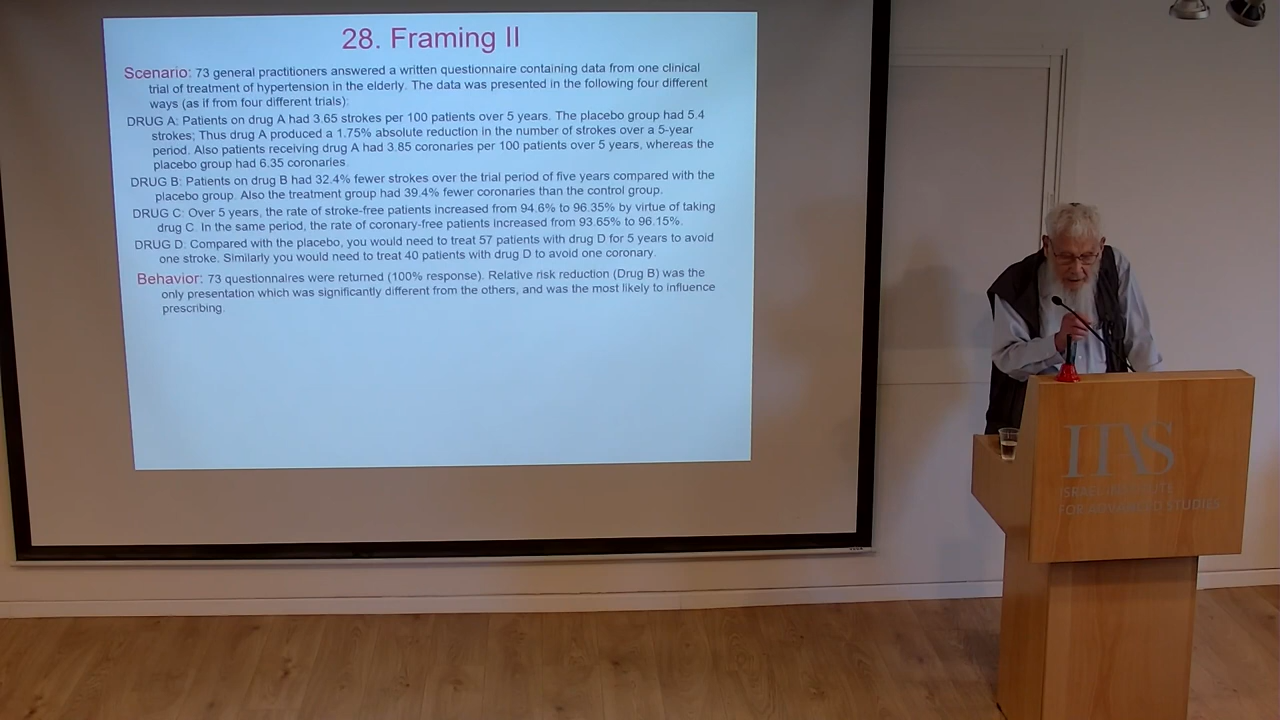 28. Framing II
Scenario: 73 general practitioners answered a written questionnaire containing data from one clinical
trial of treatment of hypertension in the elderly. The data was presented in the following four different
ways (as if from four different trials):
DRUG A: Patients on drug A had 3.65 strokes per 100 patients over 5 years. The placebo group had 5.4
strokes; Thus drug A produced a 1.75% absolute reduction in the number of strokes over a 5-year
period. Also patients receiving drug A had 3.85 coronaries per 100 patients over 5 years, whereas the
placebo group had 6.35 coronaries.
DRUG B: Patients on drug B had 32.4% fewer strokes over the trial period of five years compared with the
placebo group. Also the treatment group had 39.4% fewer coronaries than the control group.
DRUG C: Over 5 years, the rate of stroke-free patients increased from 94.6% to 96.35% by virtue of taking
drug C. In the same period, the rate of coronary-free patients increased from 93.65% to 96.15%.
DRUG D: Compared with the placebo, you would need to treat 57 patients with drug D for 5 years to avoid
one stroke. Similarly you would need to treat 40 patients with drug D to avoid one coronary.
Behavior: 73 questionnaires were returned (100% response). Relative risk reduction (Drug B) was the
only presentation which was significantly different from the others, and was the most likely to influence
prescribing.
IIAS
ISRAEL INSTITUTE
FOR ADVANCED STUDIES